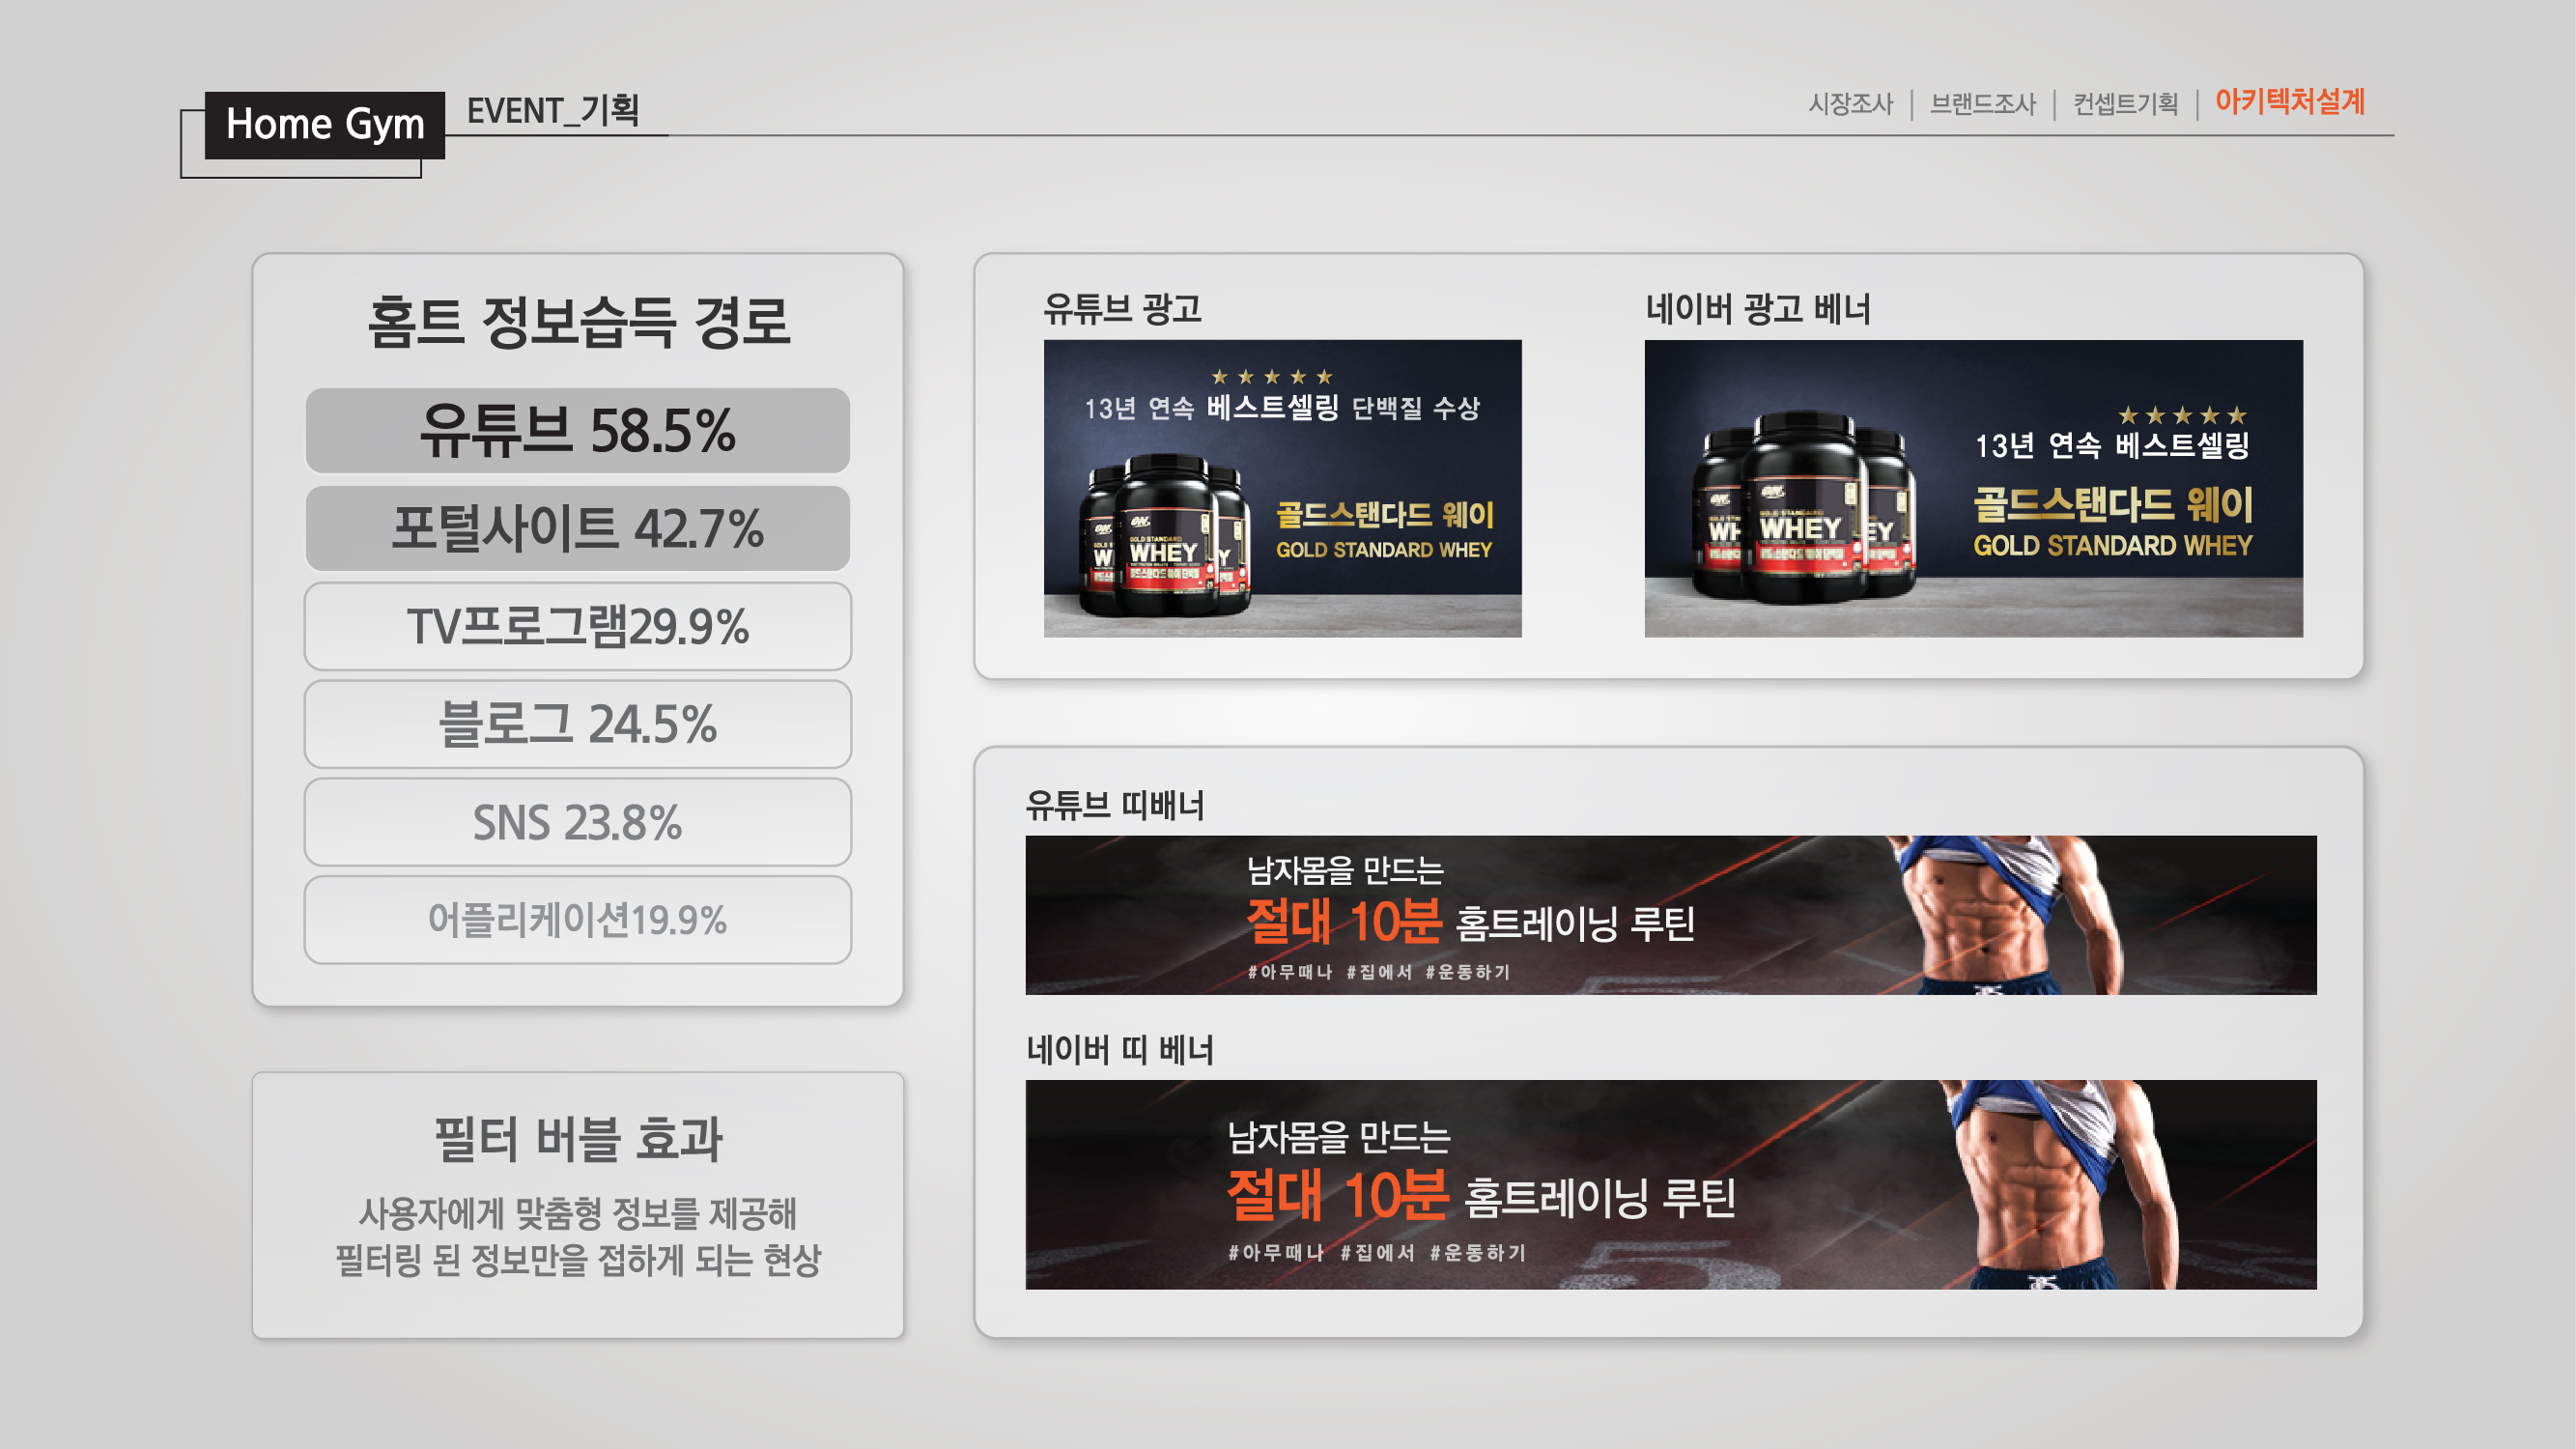 Home Gym
EVENT_기획
시장조사 | 브랜드조사 | 컨셉트기획 | 아키텍처설계
홈트 정보습득 경로
유튜브 58.5%
포털사이트 42.7%
TV프로그램29.9%
블로그 24.5%
SNS 23.8%
어플리케이션19.9%
필터 버블 효과
사용자에게 맞춤형 정보를 제공해
필터링 된 정보만을 접하게 되는 현상
유튜브 광고
13년 연속 베스트셀링 단백질 수상
골드스탠다드 웨이
GOLD STANDARD WHEY
ON
GOLD STANDARD
WHEY
네이버 광고 베너
13년 연속 베스트셀링
골드스탠다드 웨이
GOLD STANDARD WHEY
ON
GOLD STANDARD
WHEY
유튜브 띠배너
남자몸을 만드는
절대 10분 홈트레이닝 루틴
#아무때나 #집에서 #운동하기
네이버 띠 베너
남자몸을 만드는
절대 10분 홈트레이닝 루틴
#아무때나 #집에서 #운동하기
5